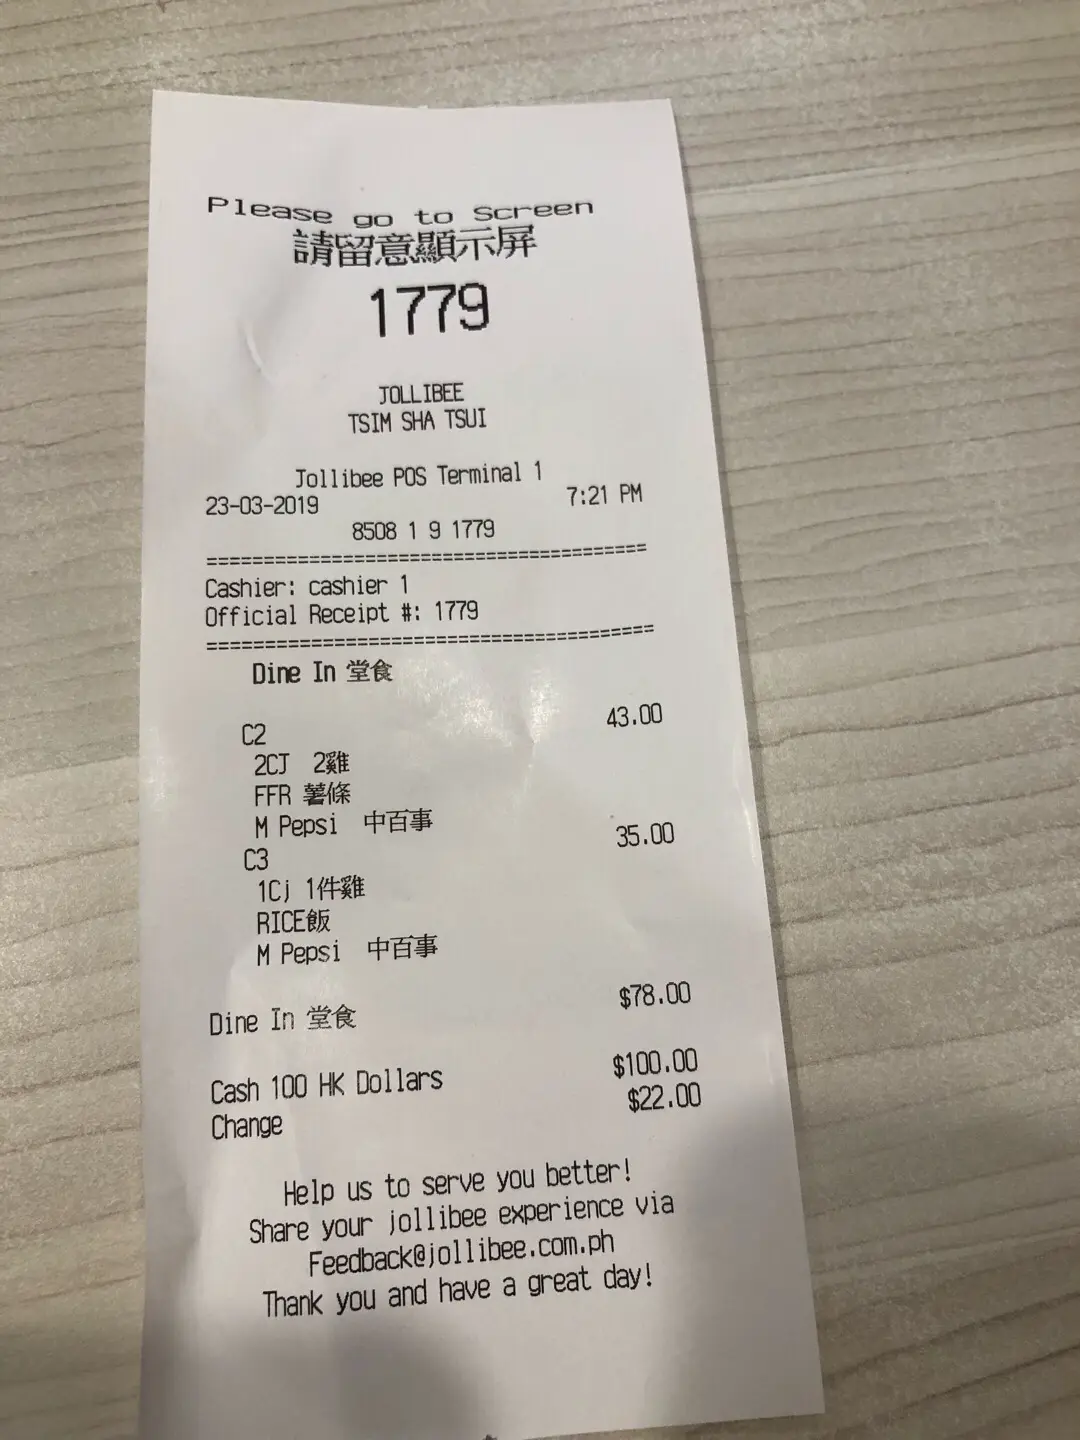 Please go to Screen
請留意顯示屏
1779
JOLLIBEE
TSIM SHA TSUI
Jollibee POS Terminal 1
23-03-2019 7:21 PM
8508 1 9 1779
======================================
Cashier: cashier 1
Official Receipt #: 1779
======================================
Dine In 堂食
C2 43.00
2CJ 2雞
FFR 薯條
M Pepsi 中百事
C3 35.00
1Cj 1件雞
RICE飯
M Pepsi 中百事
Dine In 堂食 $78.00
Cash 100 HK Dollars $100.00
Change $22.00
Help us to serve you better!
Share your jollibee experience via
Feedback@jollibee.com.ph
Thank you and have a great day!